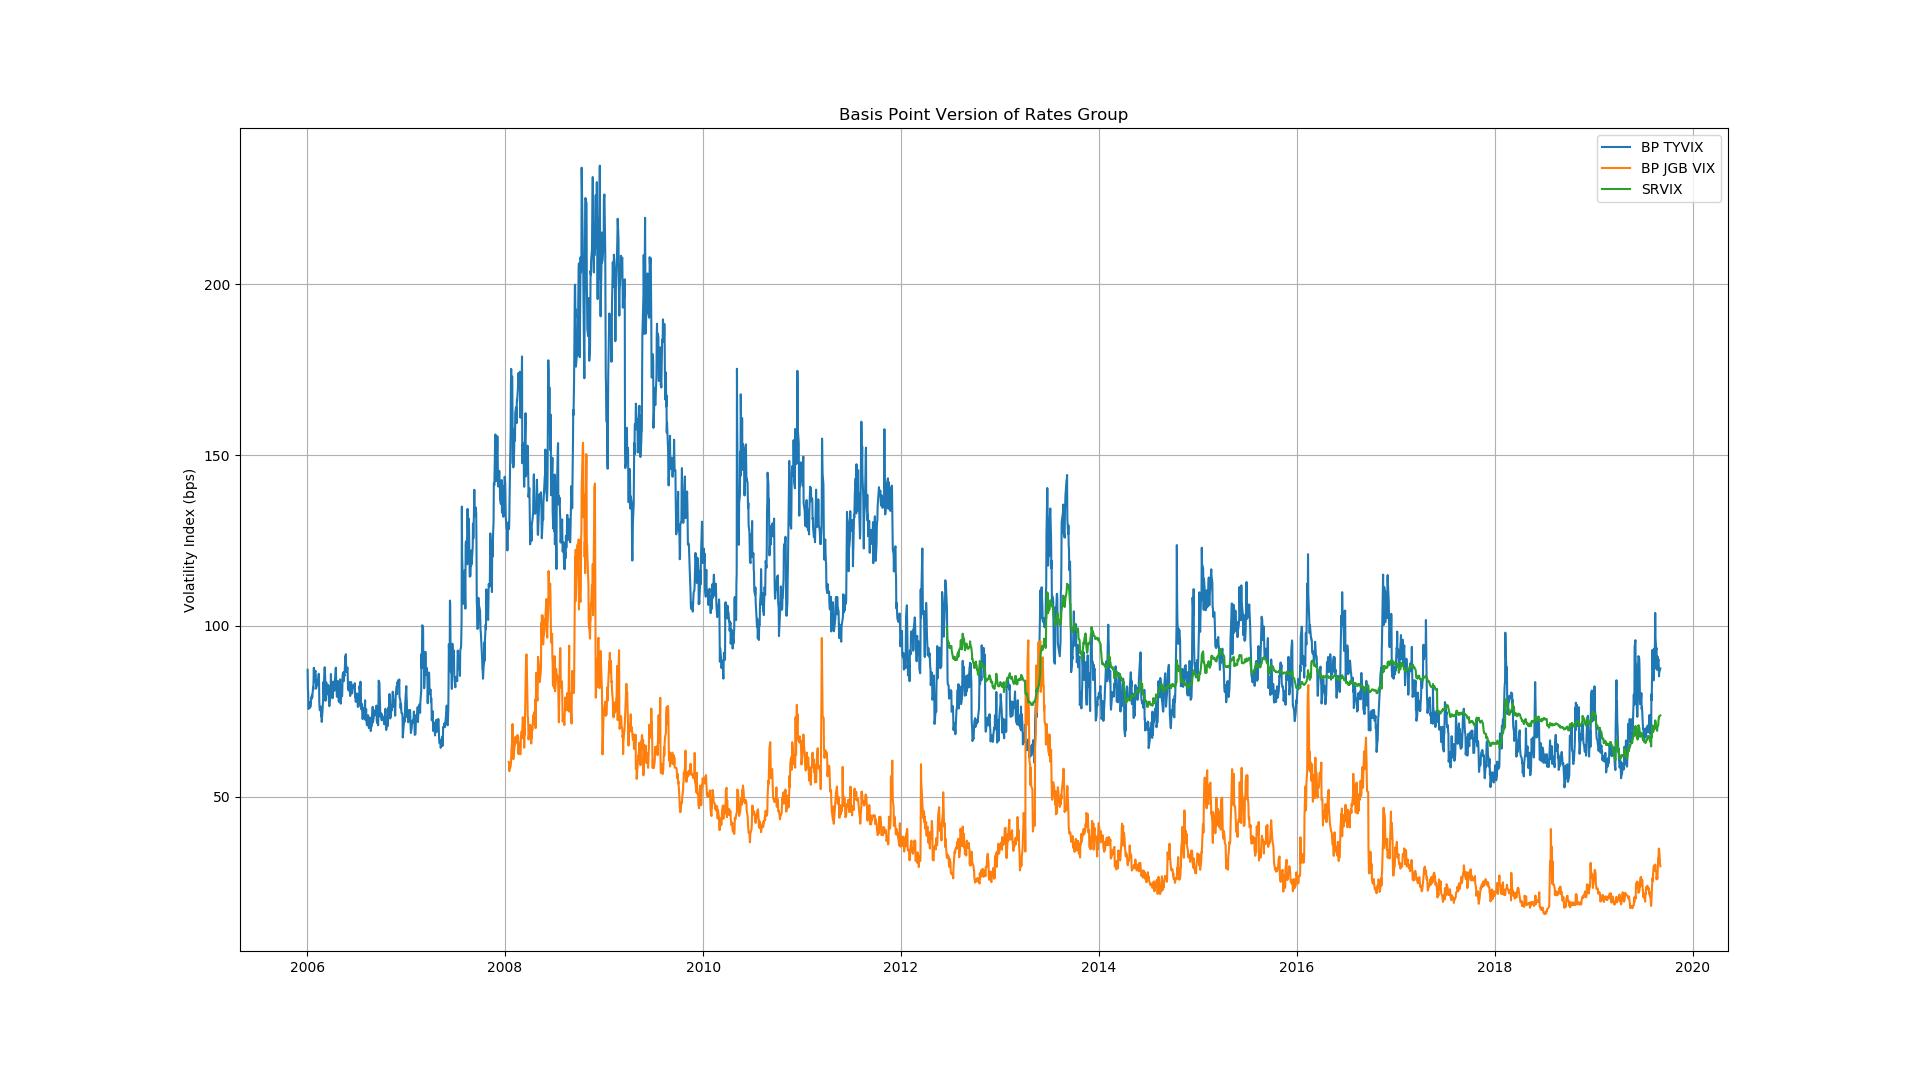 Basis Point Version of Rates Group
BP TYVIX
BP JGB VIX
SRVIX
Volatility Index (bps)
200
150
100
50
2006 2008 2010 2012 2014 2016 2018 2020